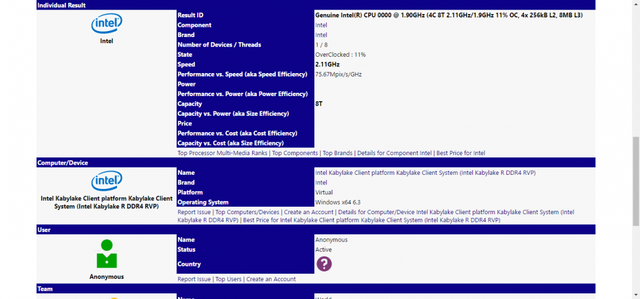 Individual Result
intel
Intel
Result ID Genuine Intel(R) CPU 0000 @ 1.90GHz (4C 8T 2.11GHz/1.9GHz 11% OC, 4x 256kB L2, 8MB L3)
Component Intel
Brand Intel
Number of Devices / Threads 1 / 8
State OverClocked : 11%
Speed 2.11GHz
Performance vs. Speed (aka Speed Efficiency) 75.67Mpix/s/GHz
Power
Performance vs. Power (aka Power Efficiency)
Capacity 8T
Capacity vs. Power (aka Size Efficiency)
Price
Performance vs. Cost (aka Cost Efficiency)
Capacity vs. Cost (aka Size Efficiency)
Top Processor Multi-Media Ranks | Top Components | Top Brands | Details for Component Intel | Best Price for Intel
Computer/Device
intel
Intel Kabylake Client platform Kabylake Client
System (Intel Kabylake R DDR4 RVP)
Name Intel Kabylake Client platform Kabylake Client System (Intel Kabylake R DDR4 RVP)
Brand Intel
Platform Virtual
Operating System Windows x64 6.3
Report Issue | Top Computers/Devices | Create an Account | Details for Computer/Device Intel Kabylake Client platform Kabylake Client System (Intel
Kabylake R DDR4 RVP) | Best Price for Intel Kabylake Client platform Kabylake Client System (Intel Kabylake R DDR4 RVP)
User
Anonymous
Name Anonymous
Status Active
Country ?
Report Issue | Top Users | Create an Account
Team